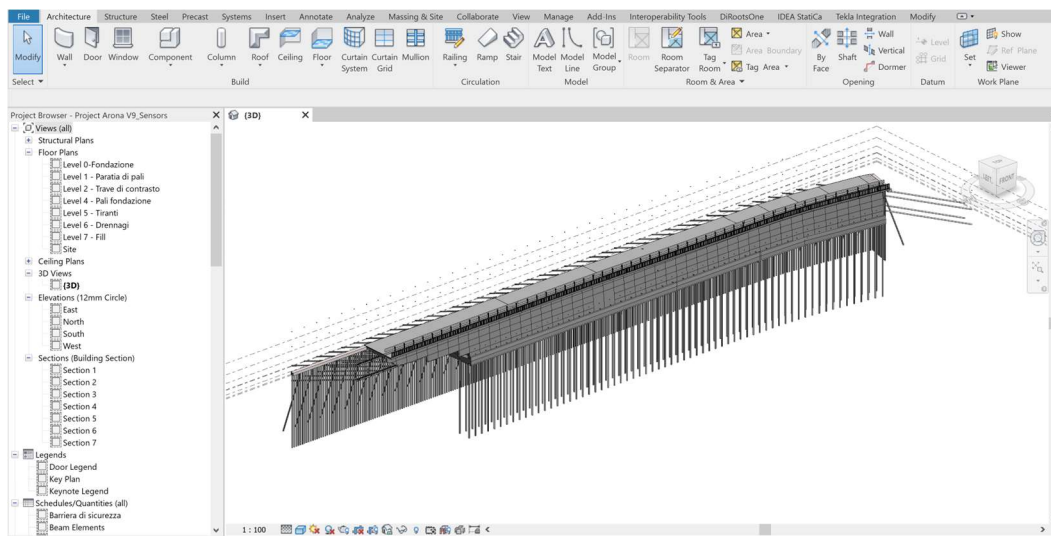 File Architecture Structure Steel Precast Systems Insert Annotate Analyze Massing & Site Collaborate View Manage Add-Ins Interoperability Tools DiRootsOne IDEA StatiCa Tekla Integration Modify
Modify Wall Door Window Component Column Roof Ceiling Floor Curtain System Curtain Grid Mullion Railing Ramp Stair Model Text Model Line Model Group Room Room Separator Tag Room Area Area Boundary Tag Area By Face Shaft Wall Vertical Dormer Level Grid Set Show Ref Plane Viewer
Select Build Circulation Model Room & Area Opening Datum Work Plane
Project Browser - Project Arona V9_Sensors
{3D}
Views (all)
Structural Plans
Floor Plans
Level 0-Fondazione
Level 1 - Paratia di pali
Level 2 - Trave di contrasto
Level 4 - Pali fondazione
Level 5 - Tiranti
Level 6 - Drennagi
Level 7 - Fill
Site
Ceiling Plans
3D Views
{3D}
Elevations (12mm Circle)
East
North
South
West
Sections (Building Section)
Section 1
Section 2
Section 3
Section 4
Section 5
Section 6
Section 7
Legends
Door Legend
Key Plan
Keynote Legend
Schedules/Quantities (all)
Barriera di sicurezza
Beam Elements
LEFT FRONT
1 : 100